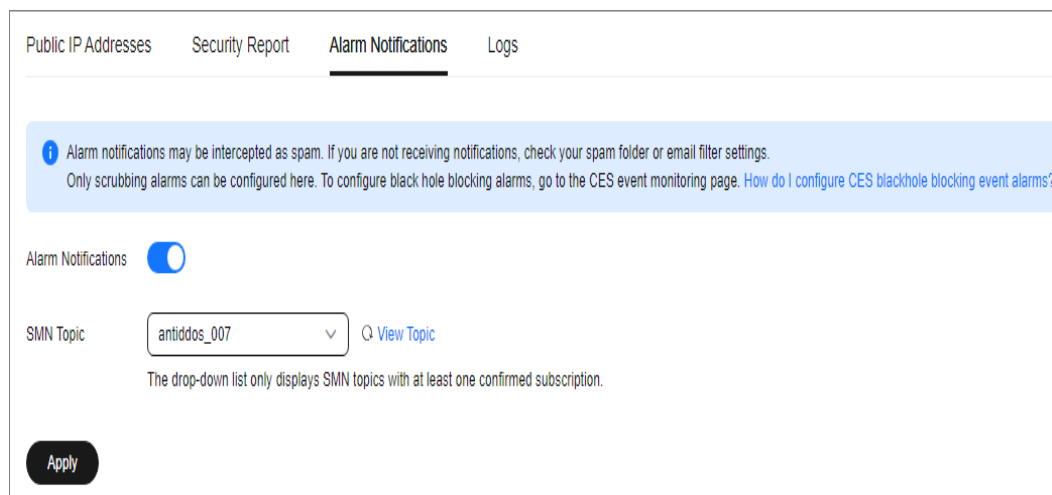 Public IP Addresses Security Report Alarm Notifications Logs
Alarm notifications may be intercepted as spam. If you are not receiving notifications, check your spam folder or email filter settings.
Only scrubbing alarms can be configured here. To configure black hole blocking alarms, go to the CES event monitoring page. How do I configure CES blackhole blocking event alarms?
Alarm Notifications
SMN Topic antiddos_007 View Topic
The drop-down list only displays SMN topics with at least one confirmed subscription.
Apply